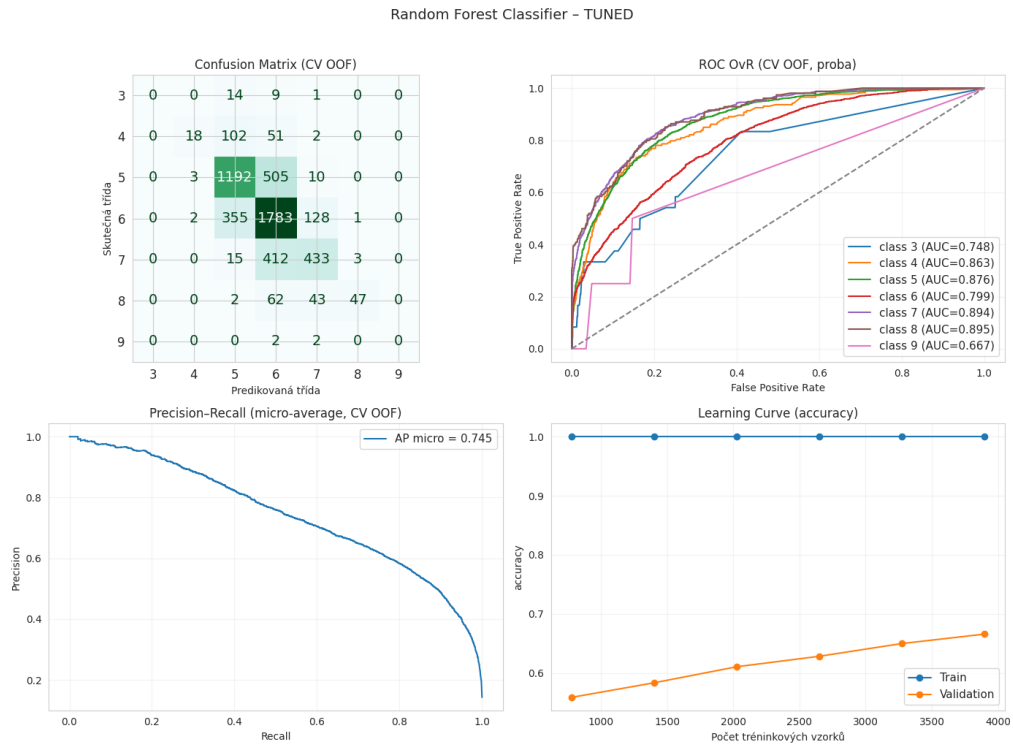 Random Forest Classifier – TUNED
Confusion Matrix (CV OOF)
Skutečná třída
3 0 0 14 9 1 0 0
4 0 18 102 51 2 0 0
5 0 3 1192 505 10 0 0
6 0 2 355 1783 128 1 0
7 0 0 15 412 433 3 0
8 0 0 2 62 43 47 0
9 0 0 0 2 2 0 0
3 4 5 6 7 8 9
Predikovaná třída
ROC OvR (CV OOF, proba)
True Positive Rate
1.0
0.8
0.6
0.4
0.2
0.0
class 3 (AUC=0.748)
class 4 (AUC=0.863)
class 5 (AUC=0.876)
class 6 (AUC=0.799)
class 7 (AUC=0.894)
class 8 (AUC=0.895)
class 9 (AUC=0.667)
0.0 0.2 0.4 0.6 0.8 1.0
False Positive Rate
Precision–Recall (micro-average, CV OOF)
Precision
1.0
0.8
0.6
0.4
0.2
AP micro = 0.745
0.0 0.2 0.4 0.6 0.8 1.0
Recall
Learning Curve (accuracy)
accuracy
1.0
0.9
0.8
0.7
0.6
Train
Validation
1000 1500 2000 2500 3000 3500 4000
Počet tréninkových vzorků